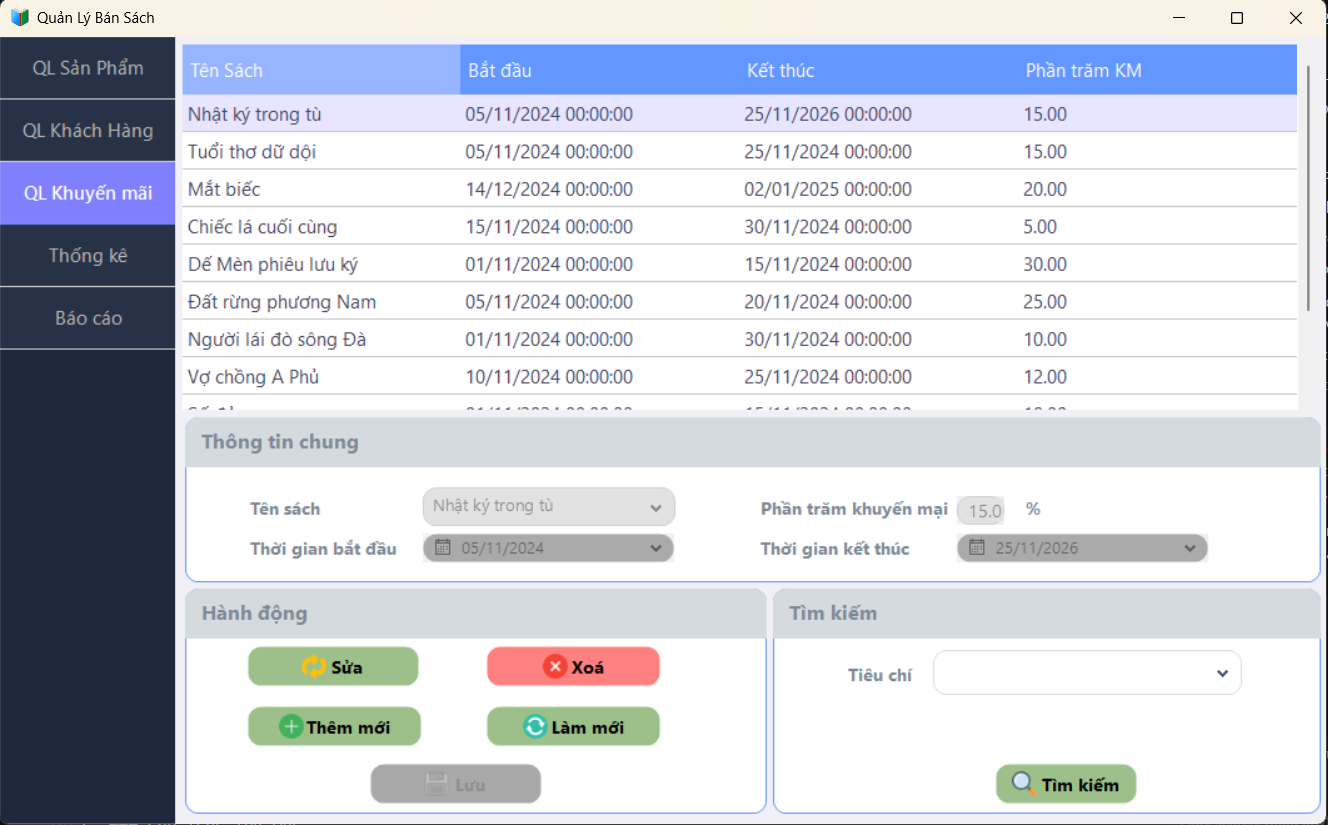 Quản Lý Bán Sách
QL Sản Phẩm
QL Khách Hàng
QL Khuyến mãi
Thống kê
Báo cáo
Tên Sách Bắt đầu Kết thúc Phần trăm KM
Nhật ký trong tù 05/11/2024 00:00:00 25/11/2026 00:00:00 15.00
Tuổi thơ dữ dội 05/11/2024 00:00:00 25/11/2024 00:00:00 15.00
Mắt biếc 14/12/2024 00:00:00 02/01/2025 00:00:00 20.00
Chiếc lá cuối cùng 15/11/2024 00:00:00 30/11/2024 00:00:00 5.00
Dế Mèn phiêu lưu ký 01/11/2024 00:00:00 15/11/2024 00:00:00 30.00
Đất rừng phương Nam 05/11/2024 00:00:00 20/11/2024 00:00:00 25.00
Người lái đò sông Đà 01/11/2024 00:00:00 30/11/2024 00:00:00 10.00
Vợ chồng A Phủ 10/11/2024 00:00:00 25/11/2024 00:00:00 12.00
Thông tin chung
Tên sách Nhật ký trong tù Phần trăm khuyến mại 15.0 %
Thời gian bắt đầu 05/11/2024 Thời gian kết thúc 25/11/2026
Hành động
Sửa Xoá
Thêm mới Làm mới
Lưu
Tìm kiếm
Tiêu chí
Tìm kiếm